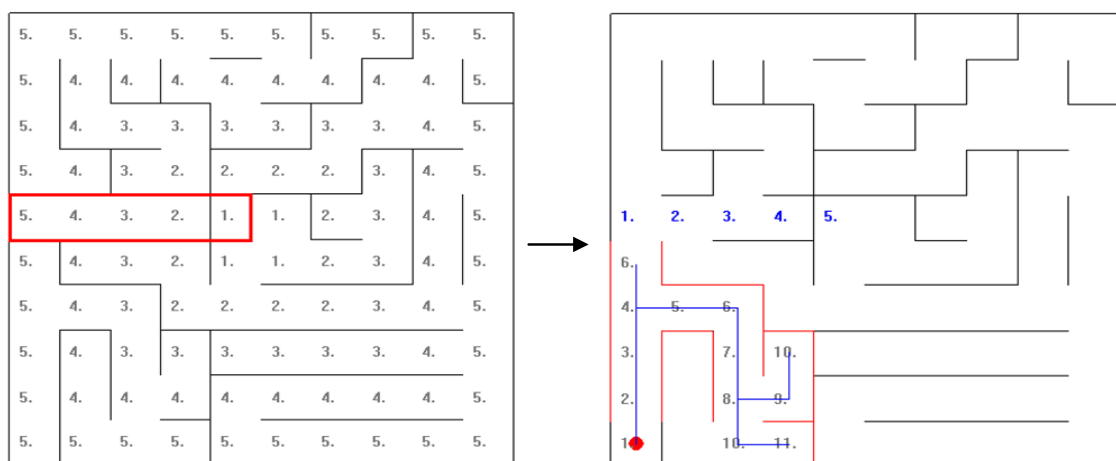 5. 5. 5. 5. 5. 5. 5. 5. 5. 5.
5. 4. 4. 4. 4. 4. 4. 4. 4. 5.
5. 4. 3. 3. 3. 3. 3. 3. 4. 5.
5. 4. 3. 2. 2. 2. 2. 3. 4. 5.
5. 4. 3. 2. 1. 1. 2. 3. 4. 5.
5. 4. 3. 2. 1. 1. 2. 3. 4. 5.
5. 4. 3. 2. 2. 2. 2. 3. 4. 5.
5. 4. 3. 3. 3. 3. 3. 3. 4. 5.
5. 4. 4. 4. 4. 4. 4. 4. 4. 5.
5. 5. 5. 5. 5. 5. 5. 5. 5. 5.
1. 2. 3. 4. 5.
6.
4. 5. 6.
3. 7. 10.
2. 8. 9.
1 10. 11.